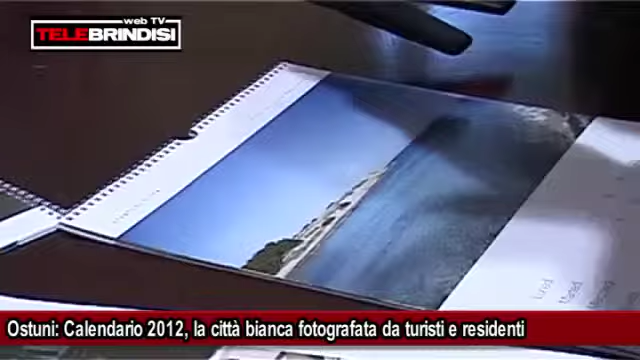 web TV
TELEBRINDISI
Ostuni: Calendario 2012, la città bianca fotografata da turisti e residenti